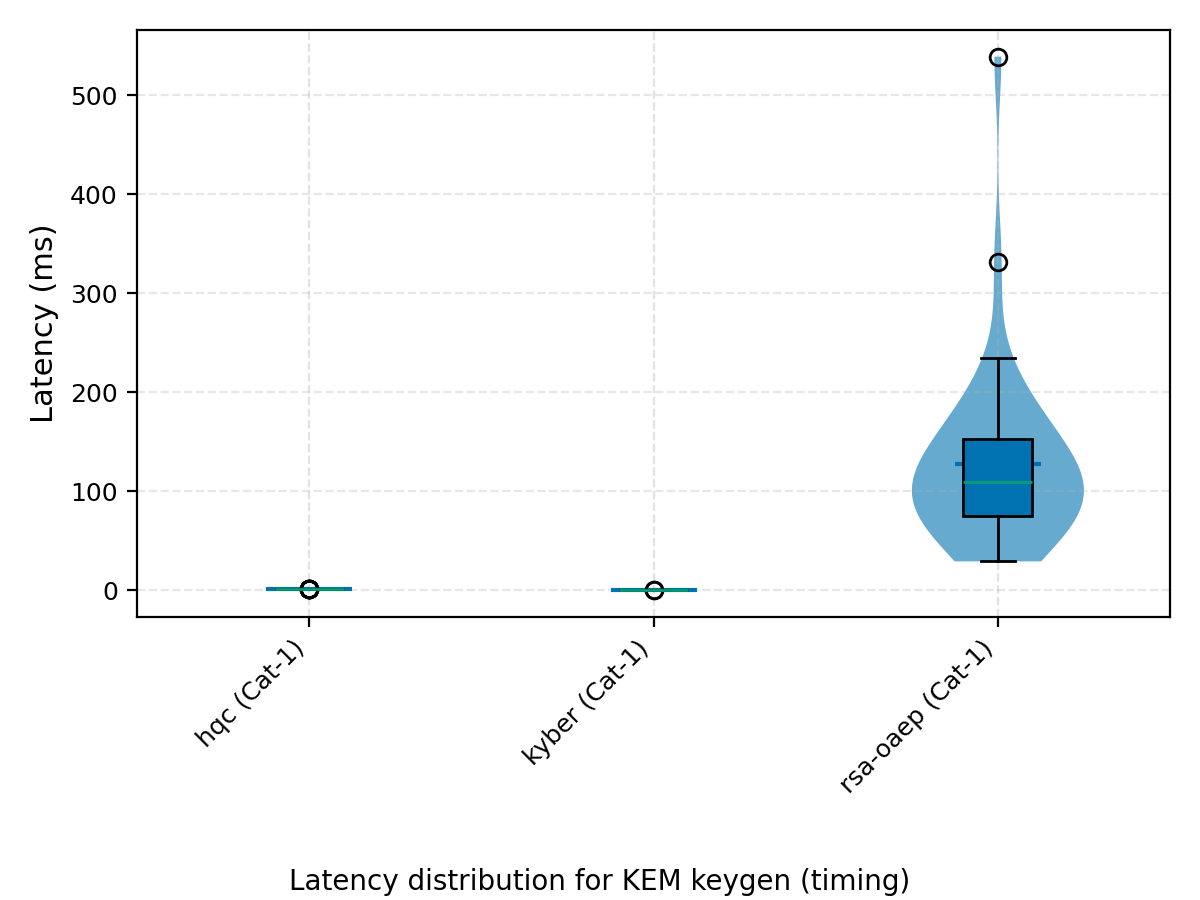 500
400
300
200
100
0
Latency (ms)
hqc (Cat-1)
kyber (Cat-1)
rsa-oaep (Cat-1)
Latency distribution for KEM keygen (timing)